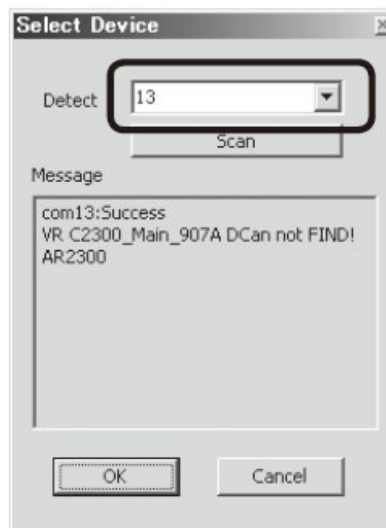 Select Device
Detect 13
Scan
Message
com13:Success
VR C2300_Main_907A DCan not FIND!
AR2300
OK Cancel